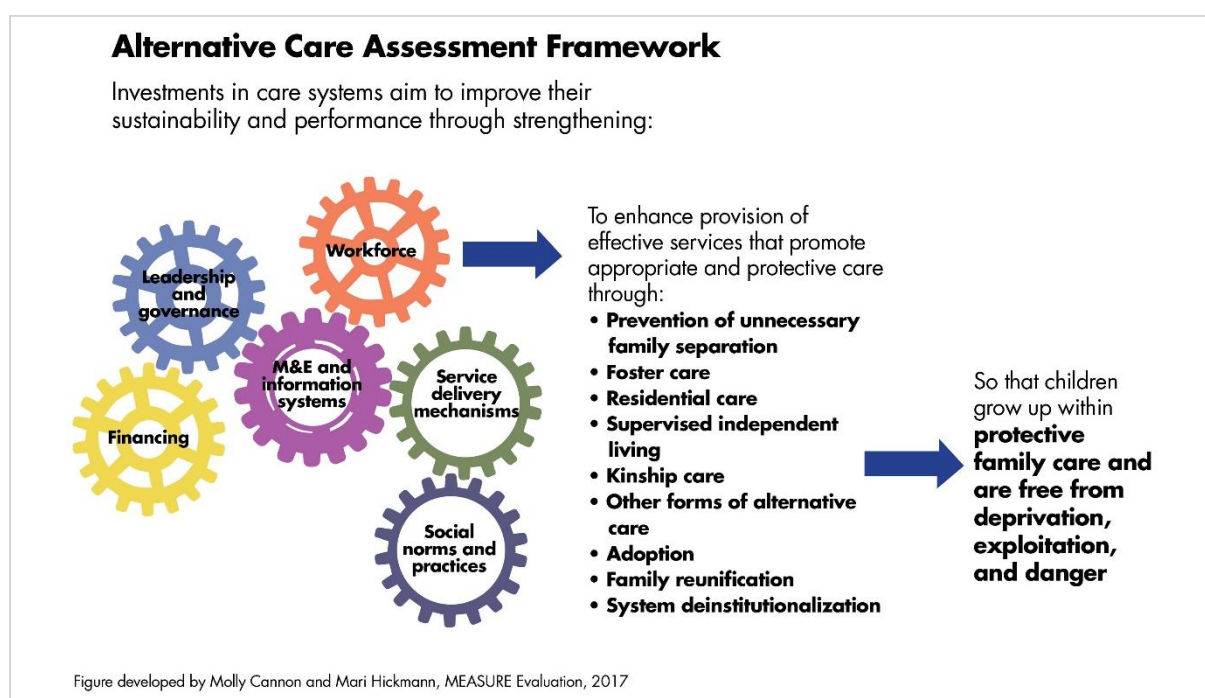 Alternative Care Assessment Framework
Investments in care systems aim to improve their
sustainability and performance through strengthening:
Workforce
Leadership
and
governance
M&E and
information
systems
Service
delivery
mechanisms
Financing
Social
norms and
practices
To enhance provision of
effective services that promote
appropriate and protective care
through:
• Prevention of unnecessary
family separation
• Foster care
• Residential care
• Supervised independent
living
• Kinship care
• Other forms of alternative
care
• Adoption
• Family reunification
• System deinstitutionalization
So that children
grow up within
protective
family care and
are free from
deprivation,
exploitation,
and danger
Figure developed by Molly Cannon and Mari Hickmann, MEASURE Evaluation, 2017